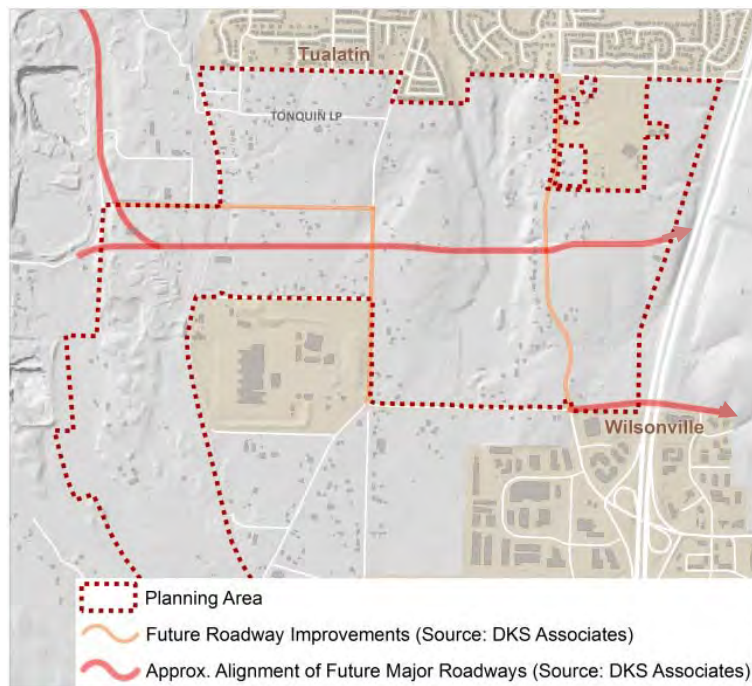 Tualatin
TONQUIN LP
Wilsonville
Planning Area
Future Roadway Improvements (Source: DKS Associates)
Approx. Alignment of Future Major Roadways (Source: DKS Associates)